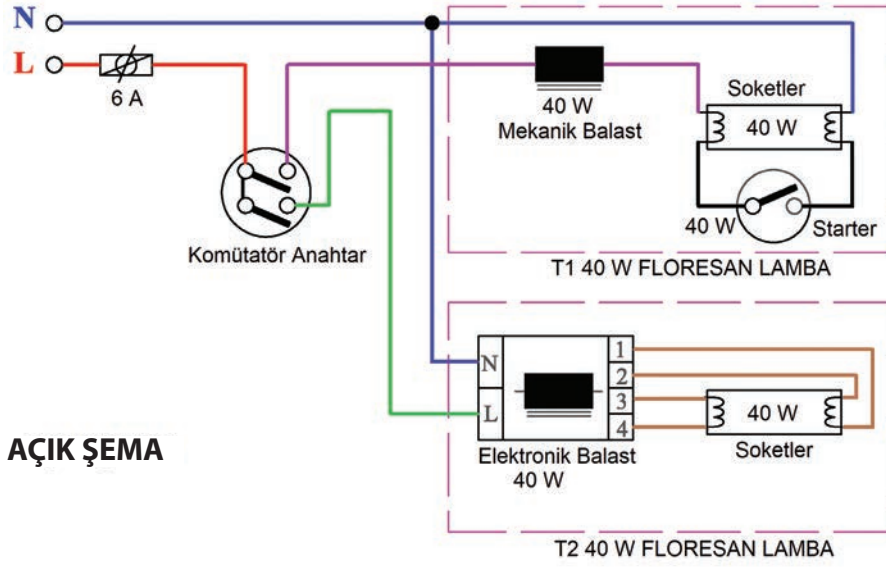 N
L
6 A
Komütatör Anahtar
40 W
Mekanik Balast
Soketler
40 W
40 W
Starter
T1 40 W FLORESAN LAMBA
N
L
1
2
3
4
Elektronik Balast
40 W
40 W
Soketler
AÇIK ŞEMA
T2 40 W FLORESAN LAMBA